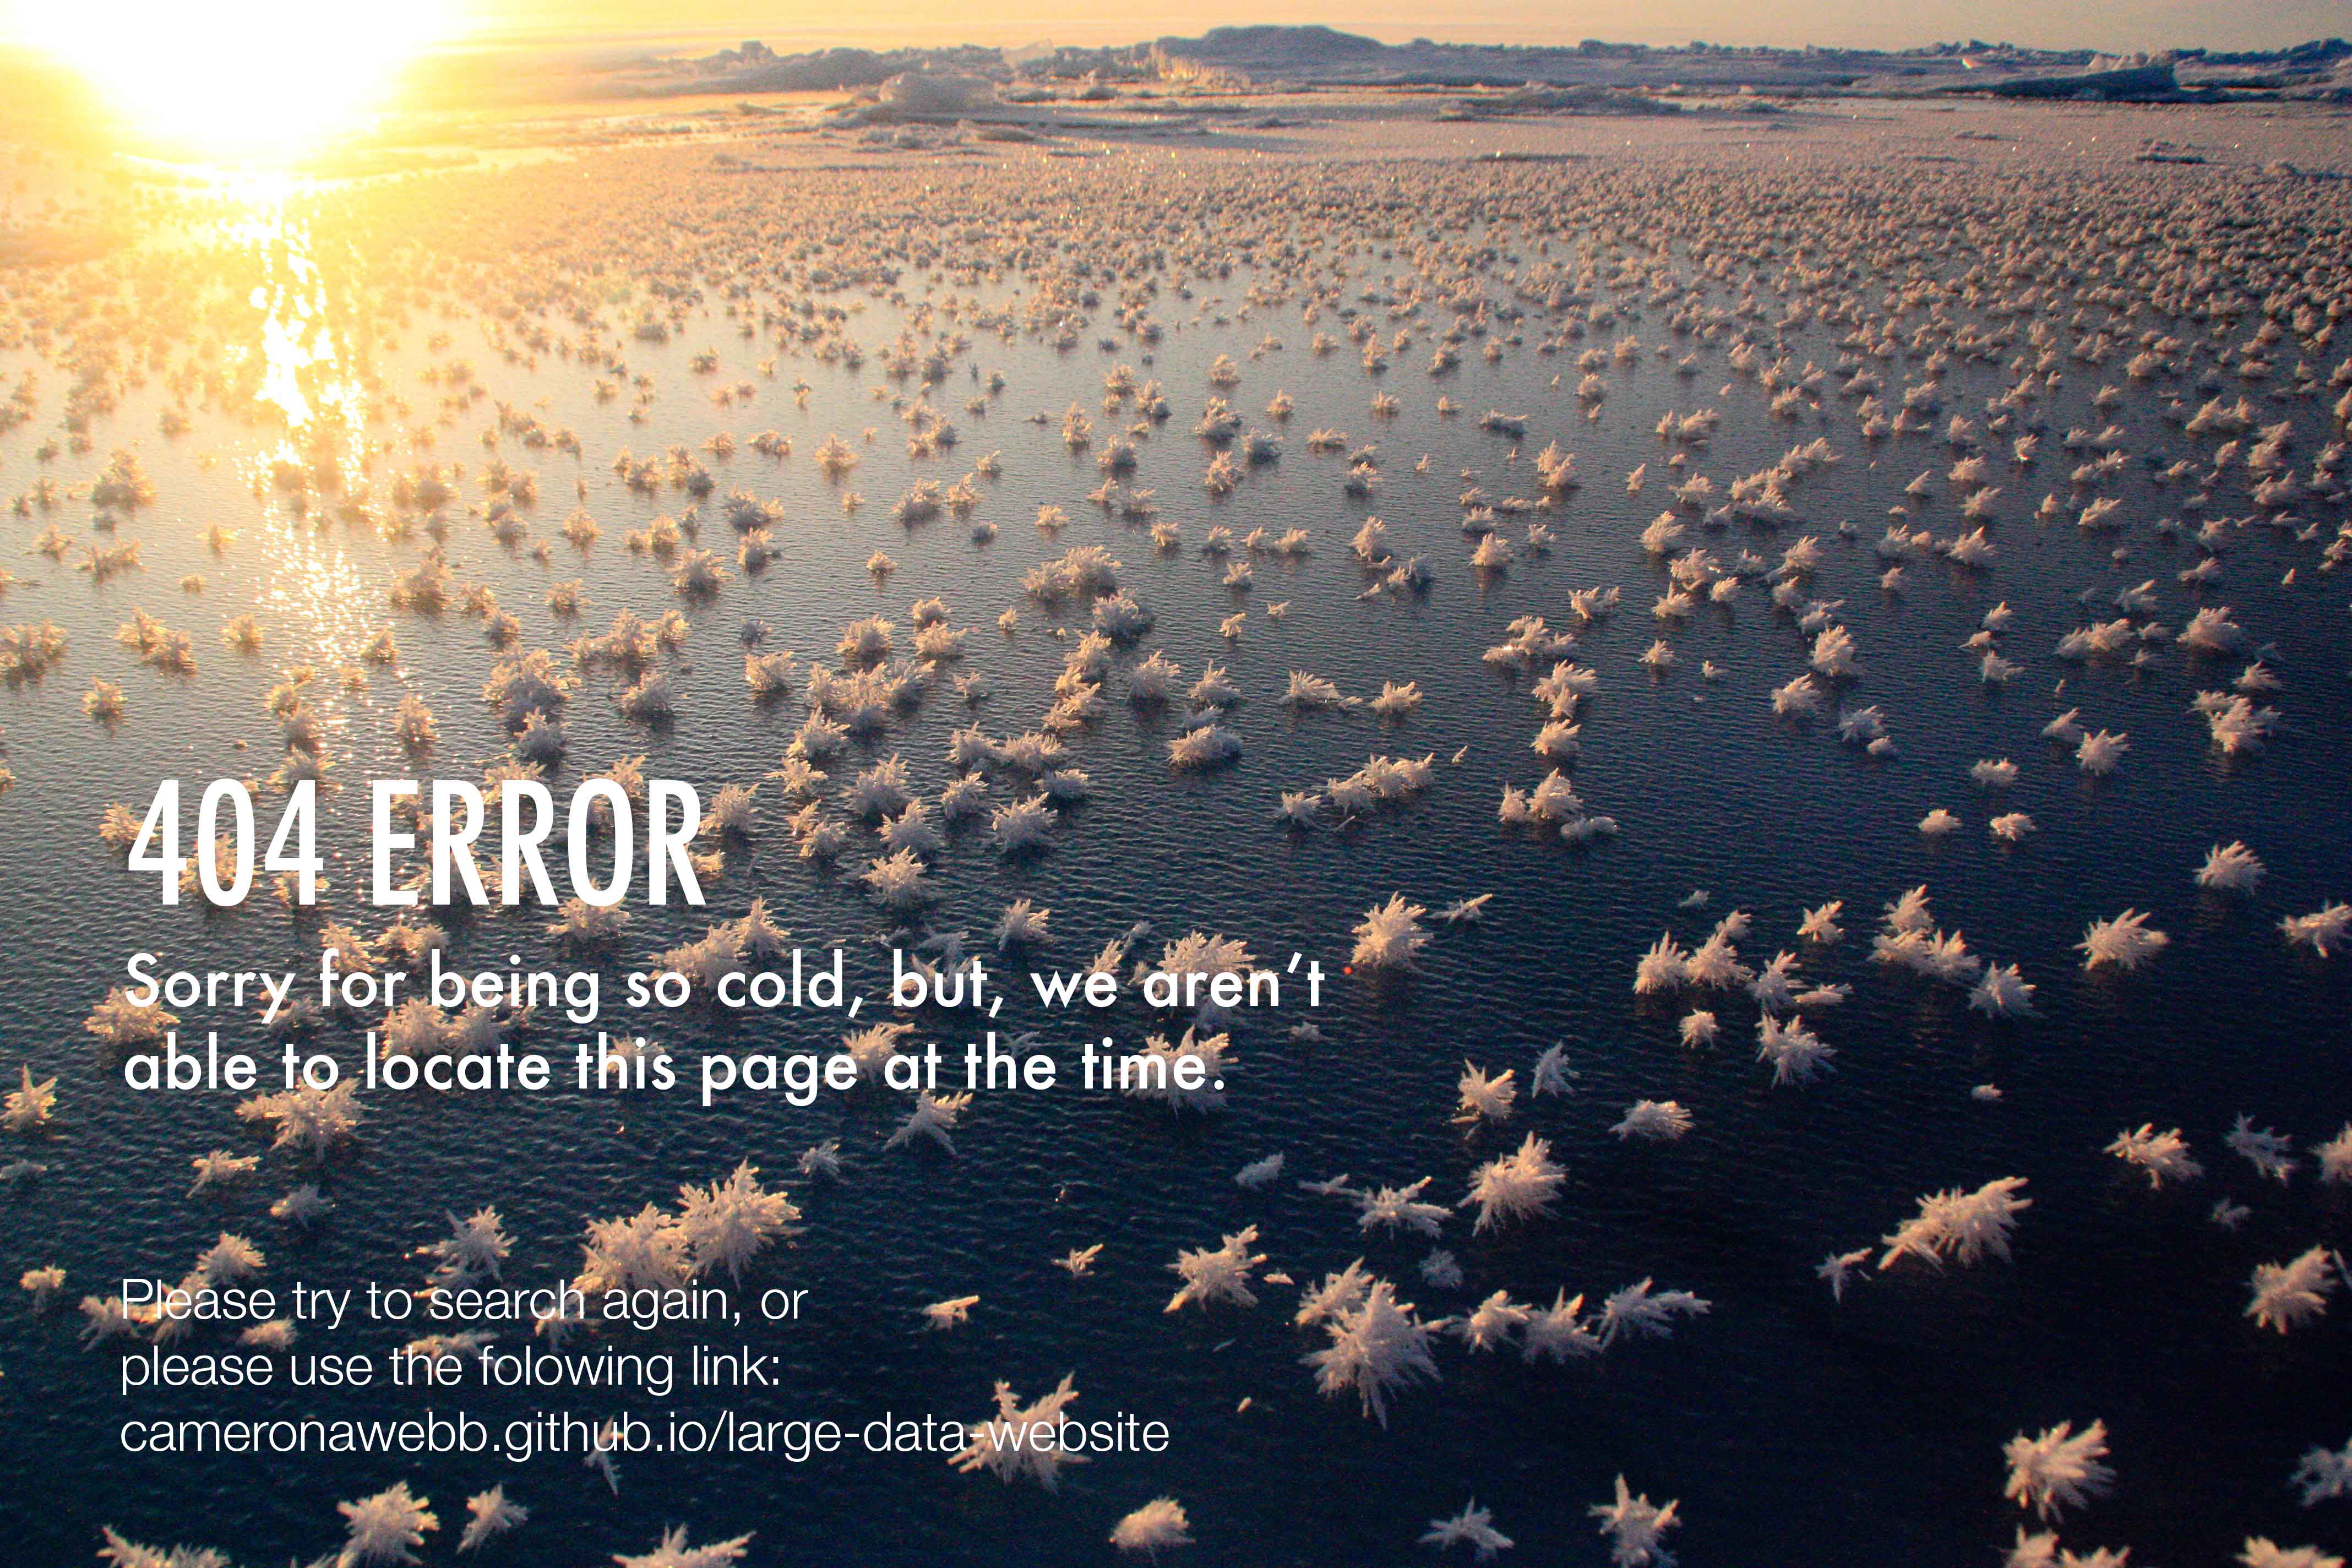 404 ERROR
Sorry for being so cold, but, we aren’t
able to locate this page at the time.
Please try to search again, or
please use the folowing link:
cameronawebb.github.io/large-data-website